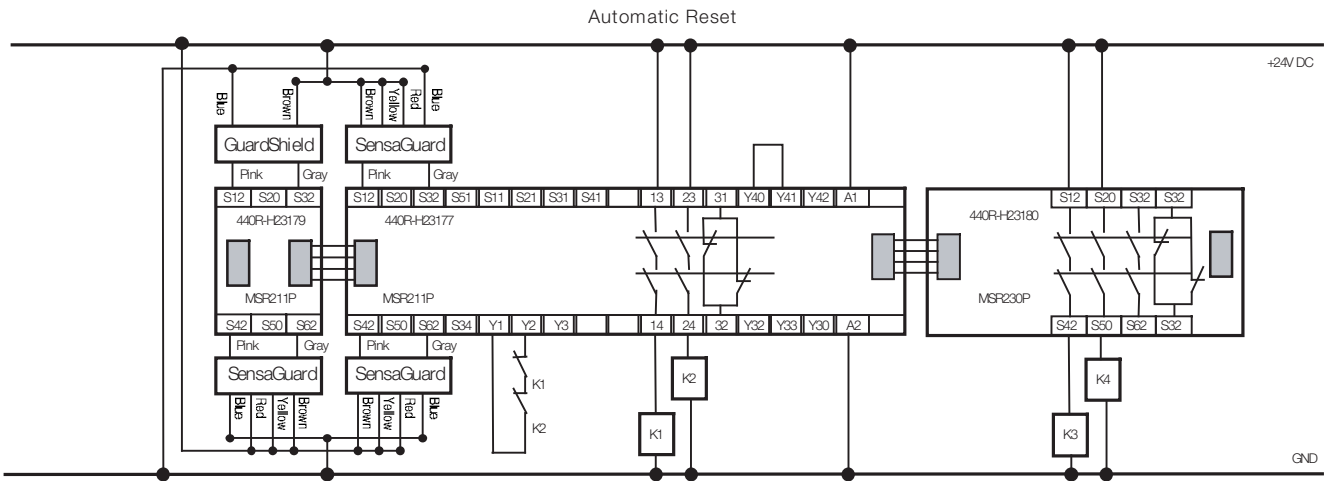 Automatic Reset
+24V DC
Blue
Brown
Brown
Yellow
Red
Blue
GuardShield
SensaGuard
Pink Gray
Pink Gray
S12 S20 S32
S12 S20 S32 S51 S11 S21 S31 S41 13 23 31 Y40 Y41 Y42 A1
S12 S20 S32 S32
440R-H23179
440R-H23177
440R-H23180
MSR211P
MSR211P
MSR230P
S42 S50 S62
S42 S50 S62 S34 Y1 Y2 Y3 14 24 32 Y32 Y33 Y30 A2
S42 S50 S62 S32
Pink Gray
Pink Gray
SensaGuard
SensaGuard
K1
K2
K1
K2
K3
K4
Blue
Red
Yellow
Brown
Brown
Yellow
Red
Blue
GND